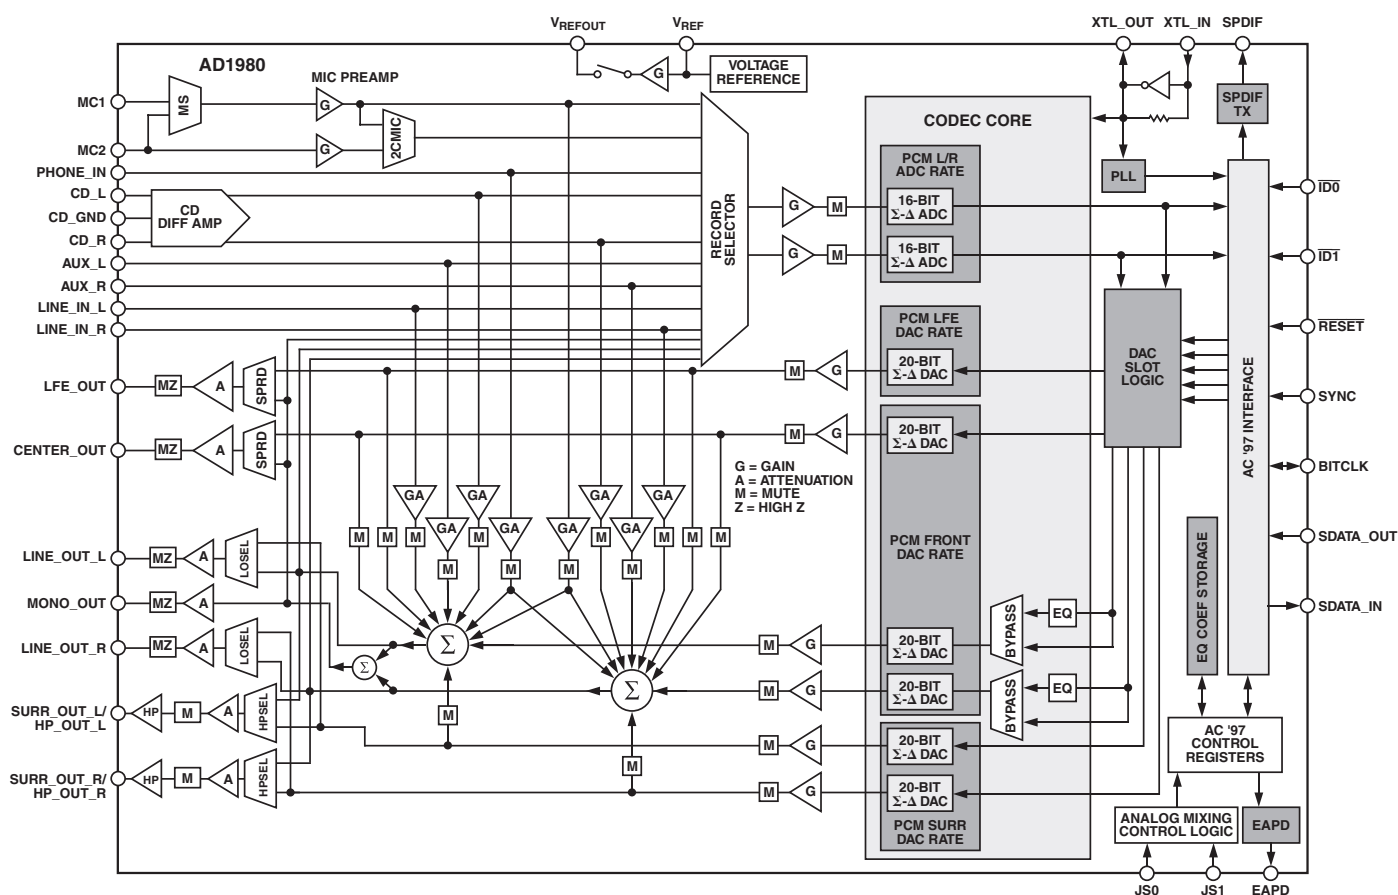 VREFOUT
VREF
XTL_OUT
XTL_IN
SPDIF
AD1980
MIC PREAMP
G
VOLTAGE
REFERENCE
MC1
MS
G
2CMIC
MC2
G
PHONE_IN
CD_L
CD_GND
CD
DIFF AMP
CD_R
AUX_L
AUX_R
LINE_IN_L
LINE_IN_R
RECORD
SELECTOR
G
M
G
M
CODEC CORE
PCM L/R
ADC RATE
16-BIT
Σ-Δ ADC
16-BIT
Σ-Δ ADC
SPDIF
TX
PLL
ID0
ID1
RESET
SYNC
BITCLK
SDATA_OUT
SDATA_IN
AC '97 INTERFACE
DAC
SLOT
LOGIC
LFE_OUT
MZ
A
SPRD
M
G
PCM LFE
DAC RATE
20-BIT
Σ-Δ DAC
CENTER_OUT
MZ
A
SPRD
M
G
20-BIT
Σ-Δ DAC
G = GAIN
A = ATTENUATION
M = MUTE
Z = HIGH Z
GA
GA
GA
GA
GA
GA
GA
GA
M
M
M
M
M
M
M
M
M
M
M
M
PCM FRONT
DAC RATE
EQ COEF STORAGE
LINE_OUT_L
MZ
A
LOSEL
MONO_OUT
MZ
A
LINE_OUT_R
MZ
A
LOSEL
Σ
Σ
Σ
M
G
20-BIT
Σ-Δ DAC
BYPASS
EQ
M
G
20-BIT
Σ-Δ DAC
BYPASS
EQ
SURR_OUT_L/
HP_OUT_L
HP
M
A
HPSEL
M
M
G
20-BIT
Σ-Δ DAC
SURR_OUT_R/
HP_OUT_R
HP
M
A
HPSEL
M
M
G
20-BIT
Σ-Δ DAC
PCM SURR
DAC RATE
AC '97
CONTROL
REGISTERS
ANALOG MIXING
CONTROL LOGIC
EAPD
JS0
JS1
EAPD